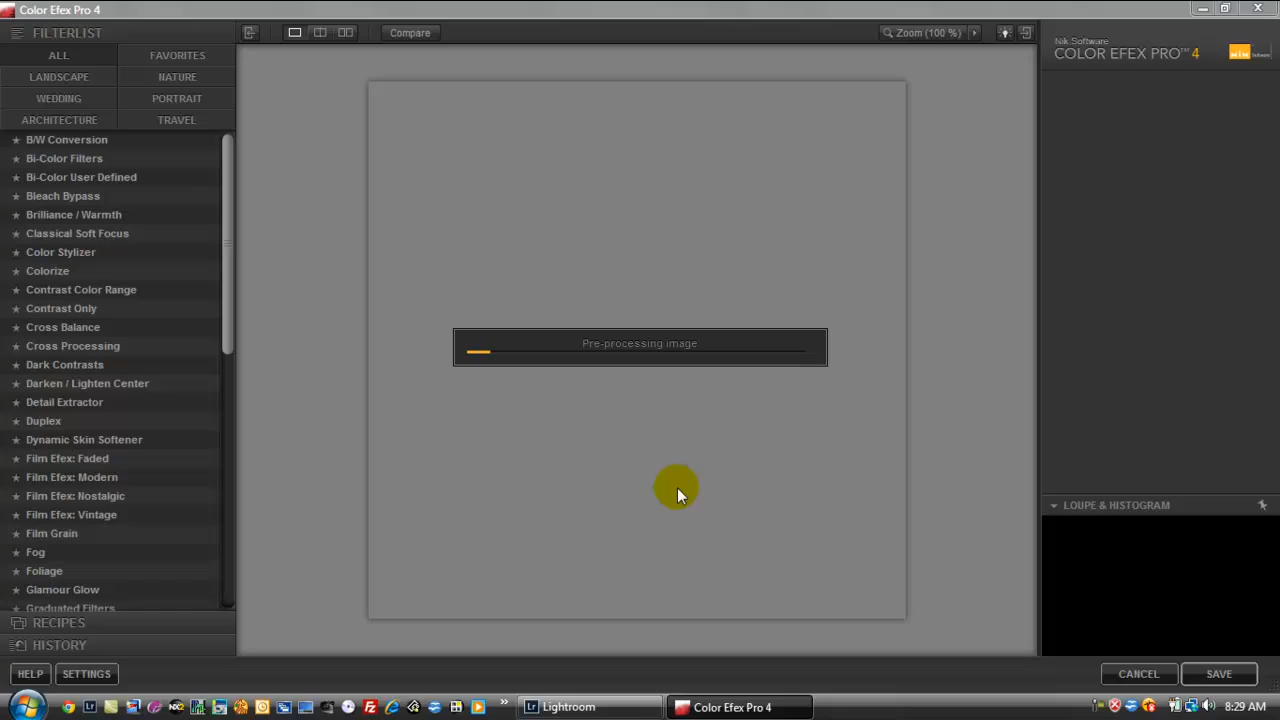 Color Efex Pro 4
FILTERLIST
ALL
FAVORITES
LANDSCAPE
NATURE
WEDDING
PORTRAIT
ARCHITECTURE
TRAVEL
B/W Conversion
Bi-Color Filters
Bi-Color User Defined
Bleach Bypass
Brilliance / Warmth
Classical Soft Focus
Color Stylizer
Colorize
Contrast Color Range
Contrast Only
Cross Balance
Cross Processing
Dark Contrasts
Darken / Lighten Center
Detail Extractor
Duplex
Dynamic Skin Softener
Film Efex: Faded
Film Efex: Modern
Film Efex: Nostalgic
Film Efex: Vintage
Film Grain
Fog
Foliage
Glamour Glow
Graduated Filters
RECIPES
HISTORY
HELP
SETTINGS
Compare
Zoom (100 %)
Pre-processing image
Nik Software
COLOR EFEX PRO™ 4
LOUPE & HISTOGRAM
CANCEL
SAVE
Lightroom
Color Efex Pro 4
8:29 AM